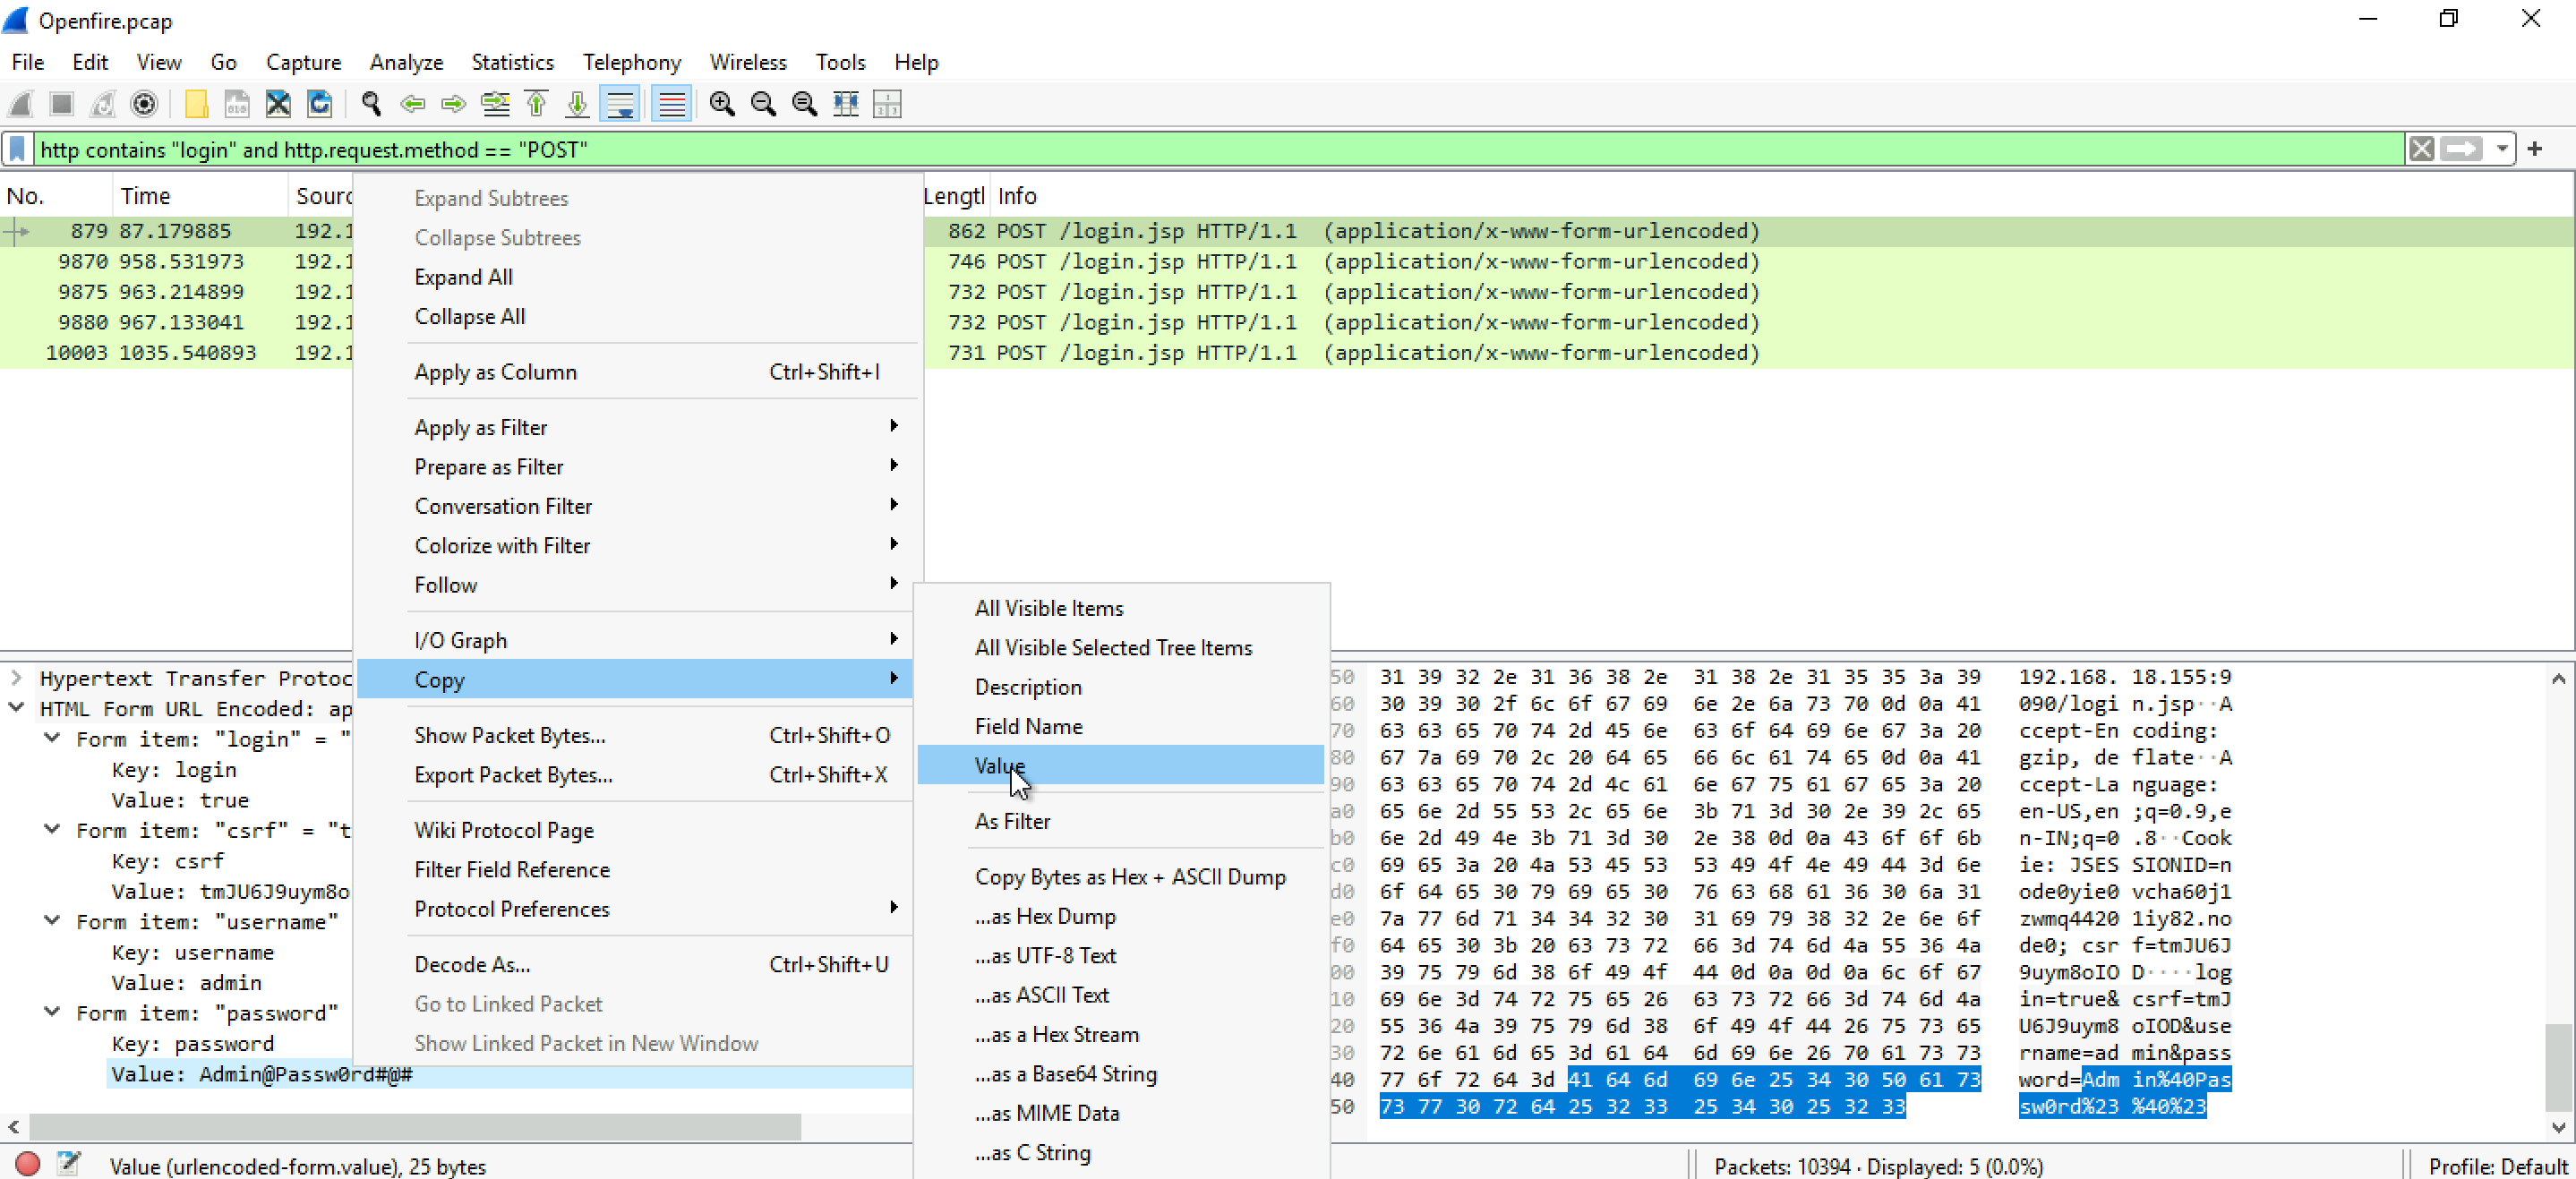 Openfire.pcap
File Edit View Go Capture Analyze Statistics Telephony Wireless Tools Help
http contains "login" and http.request.method == "POST"
No. Time Sourc Lengtl Info
879 87.179885 192.1 862 POST /login.jsp HTTP/1.1 (application/x-www-form-urlencoded)
9870 958.531973 192.1 746 POST /login.jsp HTTP/1.1 (application/x-www-form-urlencoded)
9875 963.214899 192.1 732 POST /login.jsp HTTP/1.1 (application/x-www-form-urlencoded)
9880 967.133041 192.1 732 POST /login.jsp HTTP/1.1 (application/x-www-form-urlencoded)
10003 1035.540893 192.1 731 POST /login.jsp HTTP/1.1 (application/x-www-form-urlencoded)
Expand Subtrees
Collapse Subtrees
Expand All
Collapse All
Apply as Column Ctrl+Shift+I
Apply as Filter
Prepare as Filter
Conversation Filter
Colorize with Filter
Follow
I/O Graph
Copy
Show Packet Bytes... Ctrl+Shift+O
Export Packet Bytes... Ctrl+Shift+X
Wiki Protocol Page
Filter Field Reference
Protocol Preferences
Decode As... Ctrl+Shift+U
Go to Linked Packet
Show Linked Packet in New Window
All Visible Items
All Visible Selected Tree Items
Description
Field Name
Value
As Filter
Copy Bytes as Hex + ASCII Dump
...as Hex Dump
...as UTF-8 Text
...as ASCII Text
...as a Hex Stream
...as a Base64 String
...as MIME Data
...as C String
Hypertext Transfer Protoc
HTML Form URL Encoded: ap
Form item: "login" = "
Key: login
Value: true
Form item: "csrf" = "t
Key: csrf
Value: tmJU6J9uym8o
Form item: "username"
Key: username
Value: admin
Form item: "password"
Key: password
Value: Admin@Passw0rd#@#
50 31 39 32 2e 31 36 38 2e 31 38 2e 31 35 35 3a 39 192.168. 18.155:9
60 30 39 30 2f 6c 6f 67 69 6e 2e 6a 73 70 0d 0a 41 090/logi n.jsp··A
70 63 63 65 70 74 2d 45 6e 63 6f 64 69 6e 67 3a 20 ccept-En coding:
80 67 7a 69 70 2c 20 64 65 66 6c 61 74 65 0d 0a 41 gzip, de flate··A
90 63 63 65 70 74 2d 4c 61 6e 67 75 61 67 65 3a 20 ccept-La nguage:
a0 65 6e 2d 55 53 2c 65 6e 3b 71 3d 30 2e 39 2c 65 en-US,en ;q=0.9,e
b0 6e 2d 49 4e 3b 71 3d 30 2e 38 0d 0a 43 6f 6f 6b n-IN;q=0 .8··Cook
c0 69 65 3a 20 4a 53 45 53 53 49 4f 4e 49 44 3d 6e ie: JSES SIONID=n
d0 6f 64 65 30 79 69 65 30 76 63 68 61 36 30 6a 31 ode0yie0 vcha60j1
e0 7a 77 6d 71 34 34 32 30 31 69 79 38 32 2e 6e 6f zwmq4420 1iy82.no
f0 64 65 30 3b 20 63 73 72 66 3d 74 6d 4a 55 36 4a de0; csr f=tmJU6J
00 39 75 79 6d 38 6f 49 4f 44 0d 0a 0d 0a 6c 6f 67 9uym8oIO D····log
10 69 6e 3d 74 72 75 65 26 63 73 72 66 3d 74 6d 4a in=true& csrf=tmJ
20 55 36 4a 39 75 79 6d 38 6f 49 4f 44 26 75 73 65 U6J9uym8 oIOD&use
30 72 6e 61 6d 65 3d 61 64 6d 69 6e 26 70 61 73 73 rname=ad min&pass
40 77 6f 72 64 3d 41 64 6d 69 6e 25 34 30 50 61 73 word=Adm in%40Pas
50 73 77 30 72 64 25 32 33 25 34 30 25 32 33 sw0rd%23 %40%23
Value (urlencoded-form.value), 25 bytes Packets: 10394 · Displayed: 5 (0.0%) Profile: Default